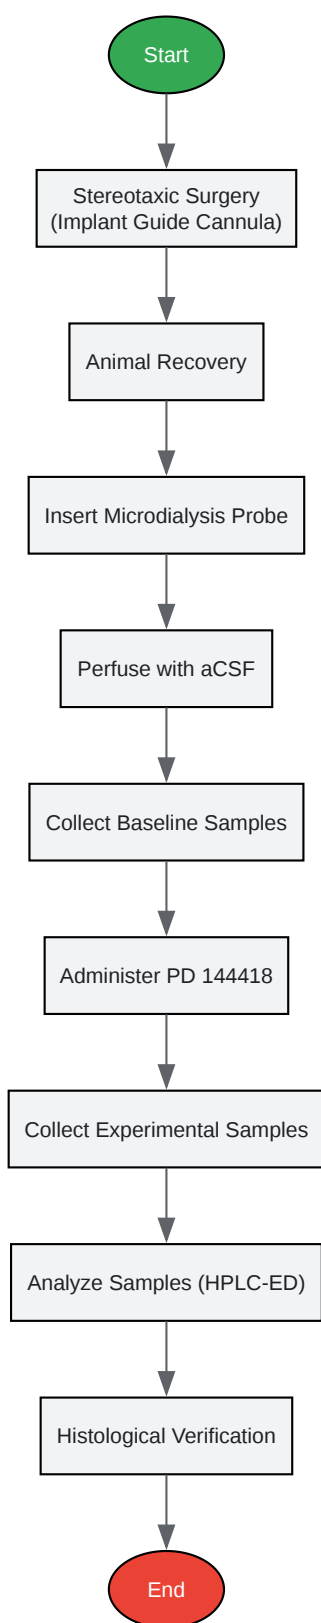 Start
Stereotaxic Surgery
(Implant Guide Cannula)
Animal Recovery
Insert Microdialysis Probe
Perfuse with aCSF
Collect Baseline Samples
Administer PD 144418
Collect Experimental Samples
Analyze Samples (HPLC-ED)
Histological Verification
End